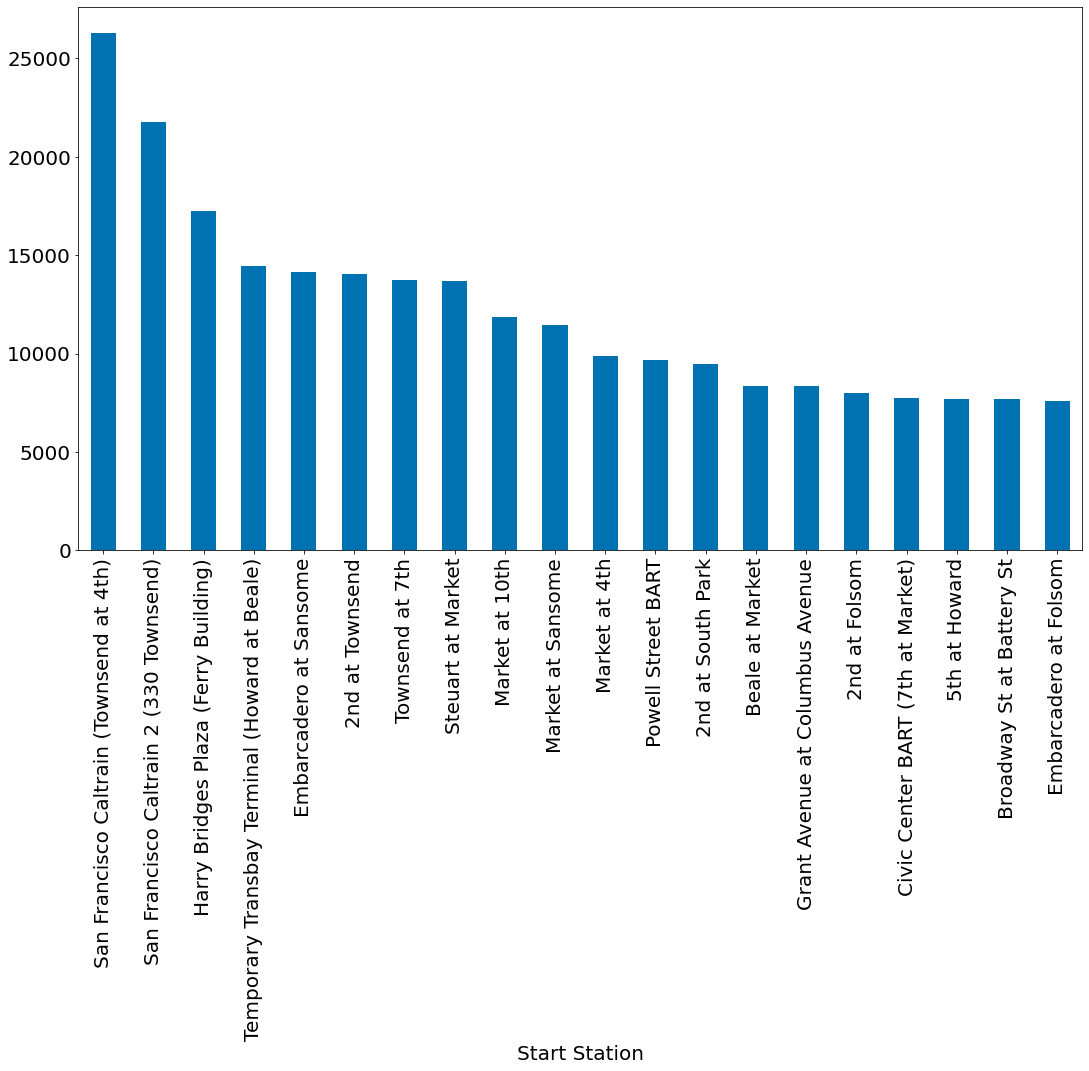 25000
20000
15000
10000
5000
0
San Francisco Caltrain (Townsend at 4th)
San Francisco Caltrain 2 (330 Townsend)
Harry Bridges Plaza (Ferry Building)
Temporary Transbay Terminal (Howard at Beale)
Embarcadero at Sansome
2nd at Townsend
Townsend at 7th
Steuart at Market
Market at 10th
Market at Sansome
Market at 4th
Powell Street BART
2nd at South Park
Beale at Market
Grant Avenue at Columbus Avenue
2nd at Folsom
Civic Center BART (7th at Market)
5th at Howard
Broadway St at Battery St
Embarcadero at Folsom
Start Station